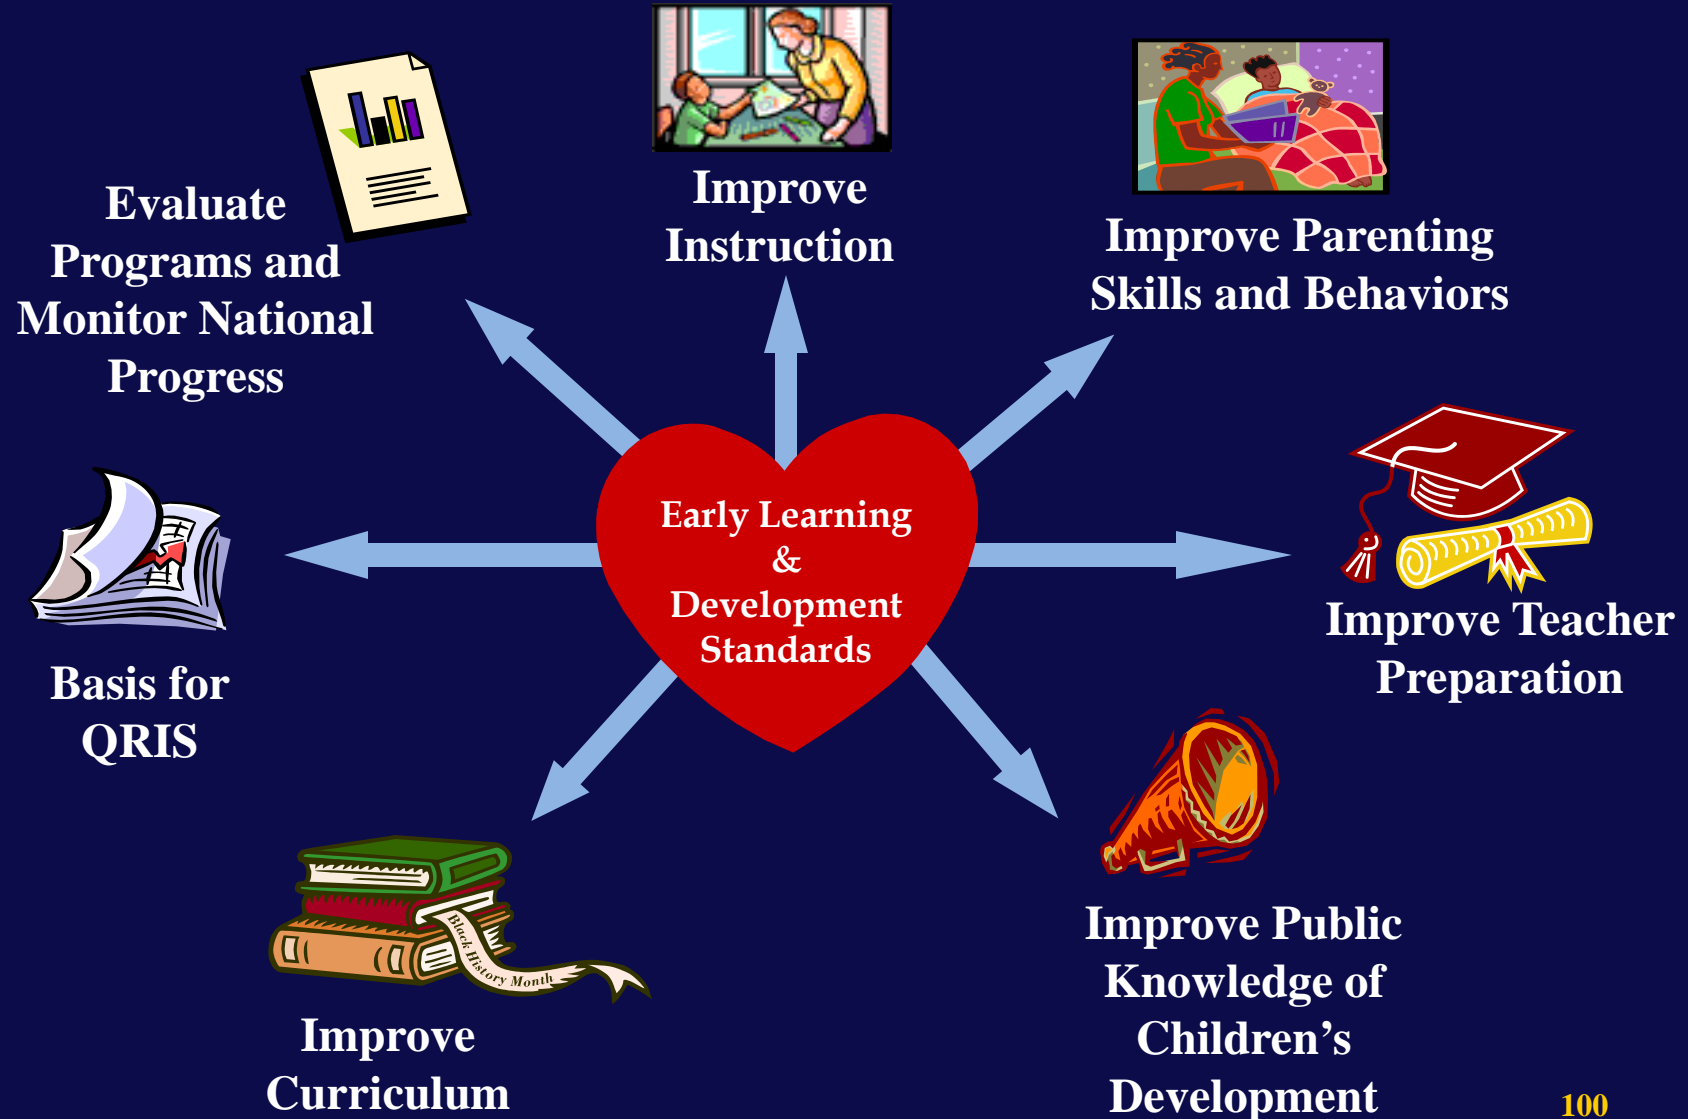 Improve
Instruction
Evaluate
Programs and
Monitor National
Progress
Improve Parenting
Skills and Behaviors
Early Learning
&
Development
Standards
Improve Teacher
Preparation
Basis for
QRIS
Improve Public
Knowledge of
Children’s
Development
Black History Month
Improve
Curriculum
100